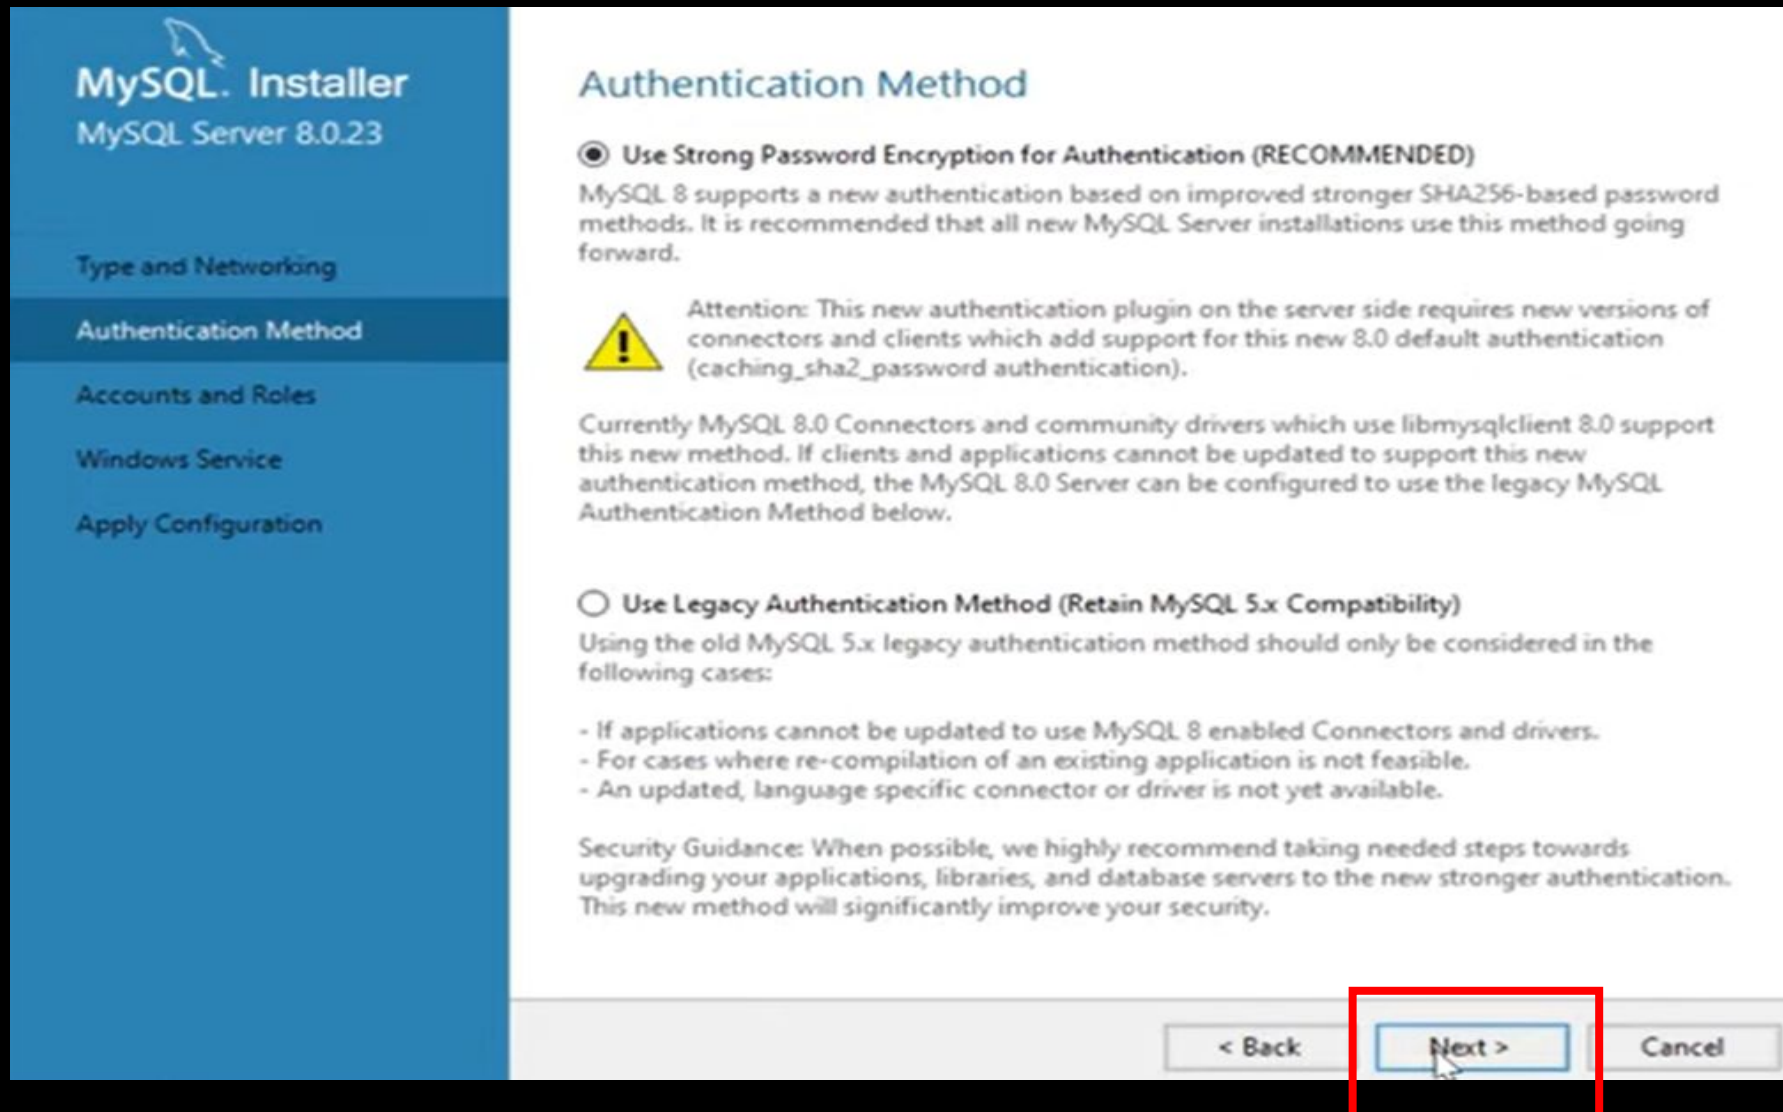 MySQL. Installer
MySQL Server 8.0.23
Type and Networking
Authentication Method
Accounts and Roles
Windows Service
Apply Configuration
Authentication Method
Use Strong Password Encryption for Authentication (RECOMMENDED)
MySQL 8 supports a new authentication based on improved stronger SHA256-based password
methods. It is recommended that all new MySQL Server installations use this method going
forward.
Attention: This new authentication plugin on the server side requires new versions of
connectors and clients which add support for this new 8.0 default authentication
(caching_sha2_password authentication).
Currently MySQL 8.0 Connectors and community drivers which use libmysqlclient 8.0 support
this new method. If clients and applications cannot be updated to support this new
authentication method, the MySQL 8.0 Server can be configured to use the legacy MySQL
Authentication Method below.
Use Legacy Authentication Method (Retain MySQL 5.x Compatibility)
Using the old MySQL 5.x legacy authentication method should only be considered in the
following cases:
- If applications cannot be updated to use MySQL 8 enabled Connectors and drivers.
- For cases where re-compilation of an existing application is not feasible.
- An updated, language specific connector or driver is not yet available.
Security Guidance: When possible, we highly recommend taking needed steps towards
upgrading your applications, libraries, and database servers to the new stronger authentication.
This new method will significantly improve your security.
< Back
Next >
Cancel